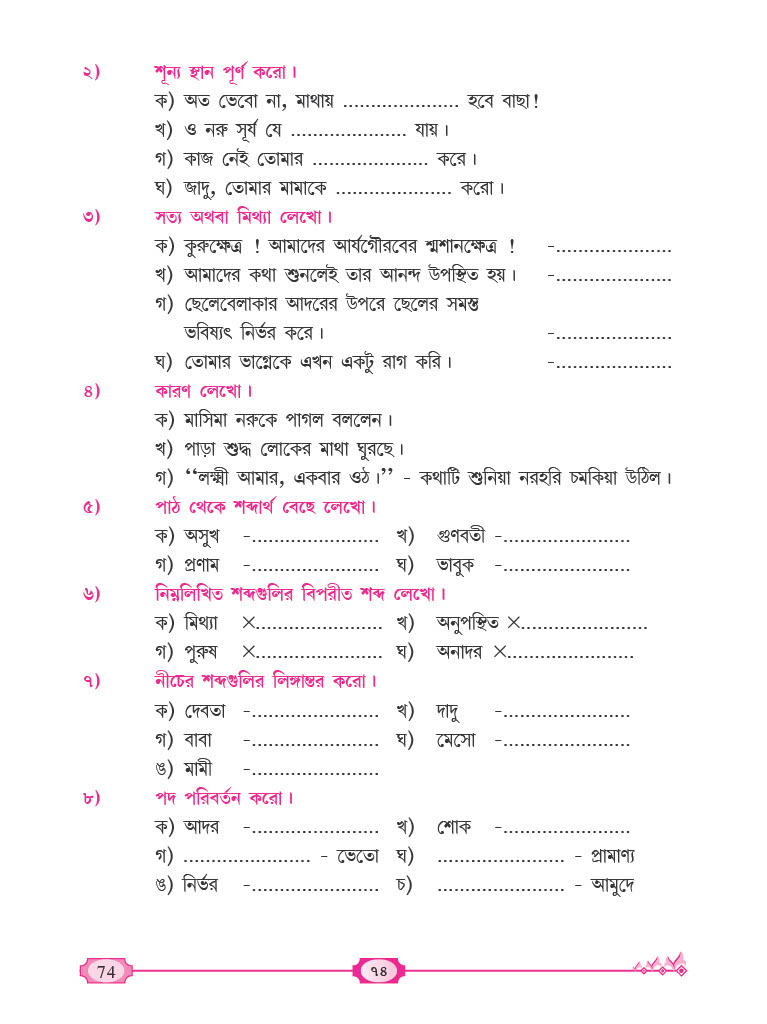 ২) শূন্য স্থান পূর্ণ করো।
ক) অত ভেবো না, মাথায় ..................... হবে বাছা!
খ) ও নরু সূর্য যে ..................... যায়।
গ) কাজ নেই তোমার ..................... করে।
ঘ) জাদু, তোমার মামাকে ..................... করো।
৩) সত্য অথবা মিথ্যা লেখো।
ক) কুরুক্ষেত্র ! আমাদের আর্যগৌরবের শ্মশানক্ষেত্র ! -.....................
খ) আমাদের কথা শুনলেই তার আনন্দ উপস্থিত হয়। -.....................
গ) ছেলেবেলাকার আদরের উপরে ছেলের সমস্ত
ভবিষ্যৎ নির্ভর করে। -.....................
ঘ) তোমার ভাগ্নেকে এখন একটু রাগ করি। -.....................
৪) কারণ লেখো।
ক) মাসিমা নরুকে পাগল বললেন।
খ) পাড়া শুদ্ধ লোকের মাথা ঘুরছে।
গ) ‘‘লক্ষ্মী আমার, একবার ওঠ।’’ - কথাটি শুনিয়া নরহরি চমকিয়া উঠিল।
৫) পাঠ থেকে শব্দার্থ বেছে লেখো।
ক) অসুখ -....................... খ) গুণবতী -.......................
গ) প্রণাম -....................... ঘ) ভাবুক -.......................
৬) নিম্নলিখিত শব্দগুলির বিপরীত শব্দ লেখো।
ক) মিথ্যা ×....................... খ) অনুপস্থিত ×.......................
গ) পুরুষ ×....................... ঘ) অনাদর ×.......................
৭) নীচের শব্দগুলির লিঙ্গান্তর করো।
ক) দেবতা -....................... খ) দাদু -.......................
গ) বাবা -....................... ঘ) মেসো -.......................
ঙ) মামী -.......................
৮) পদ পরিবর্তন করো।
ক) আদর -....................... খ) শোক -.......................
গ) ....................... - ভেতো ঘ) ....................... - প্রামাণ্য
ঙ) নির্ভর -....................... চ) ....................... - আমুদে
74 ৭৪